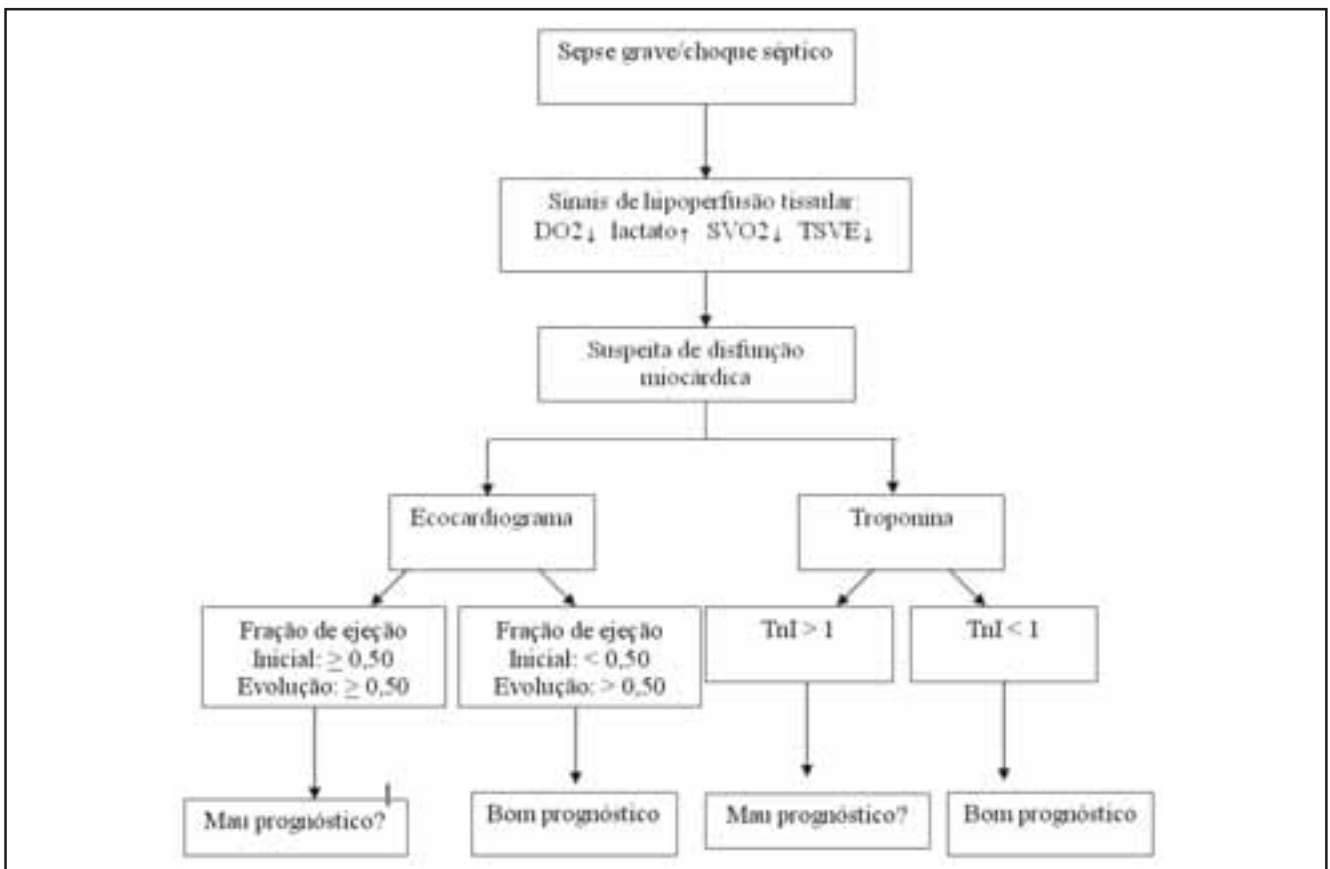 Sepse grave/choque séptico
Sinais de hipoperfusão tissular:
DO2↓ lactato↑ SVO2↓ TSVE↓
Suspeita de disfunção
miocárdica
Ecocardiograma
Troponina
Fração de ejeção
Inicial: ≥ 0,50
Evolução: ≥ 0,50
Fração de ejeção
Inicial: < 0,50
Evolução: > 0,50
TnI > 1
TnI < 1
Mau prognóstico?
Bom prognóstico
Mau prognóstico?
Bom prognóstico